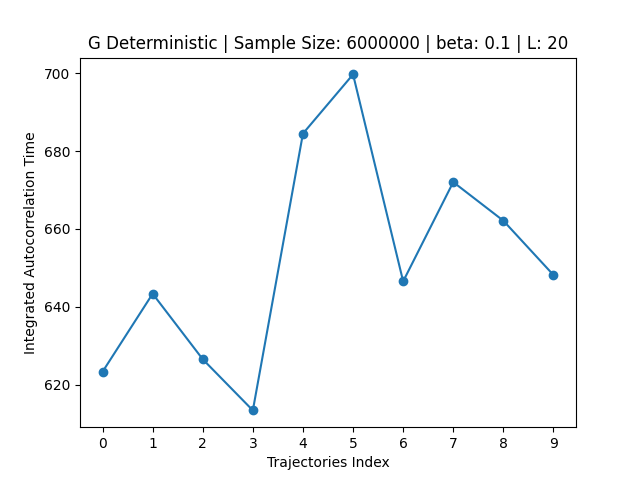 G Deterministic | Sample Size: 6000000 | beta: 0.1 | L: 20
Integrated Autocorrelation Time
700
680
660
640
620
0 1 2 3 4 5 6 7 8 9
Trajectories Index